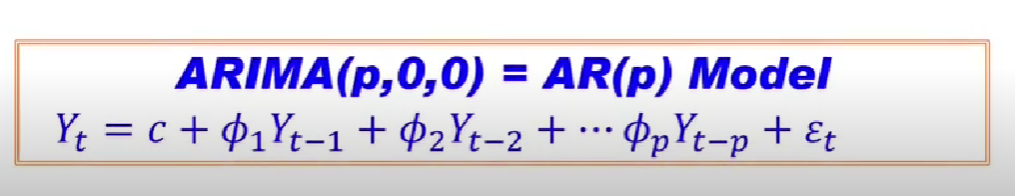 ARIMA(p,0,0) = AR(p) Model
Yₜ = c + ϕ₁Yₜ₋₁ + ϕ₂Yₜ₋₂ + ⋯ ϕₚYₜ₋ₚ + εₜ